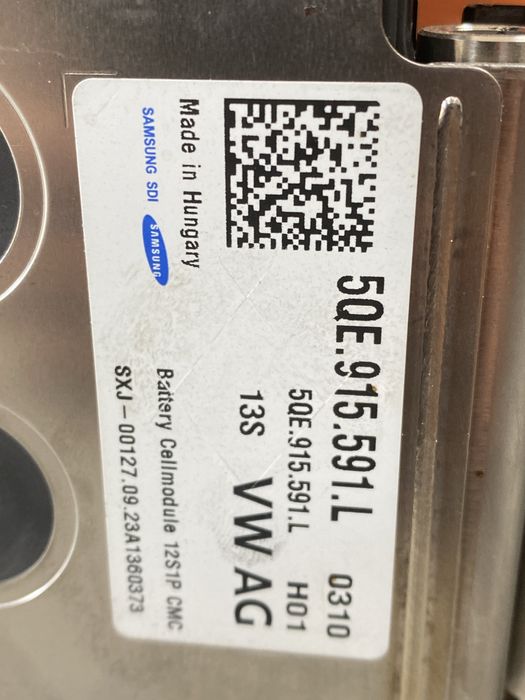 5QE.915.591.L 0310
5QE.915.591.L H01
13S VW AG
Made in Hungary
Battery Cellmodule 12S1P CMC
SAMSUNG SDI SAMSUNG
SXJ-00127.09.23A1360373